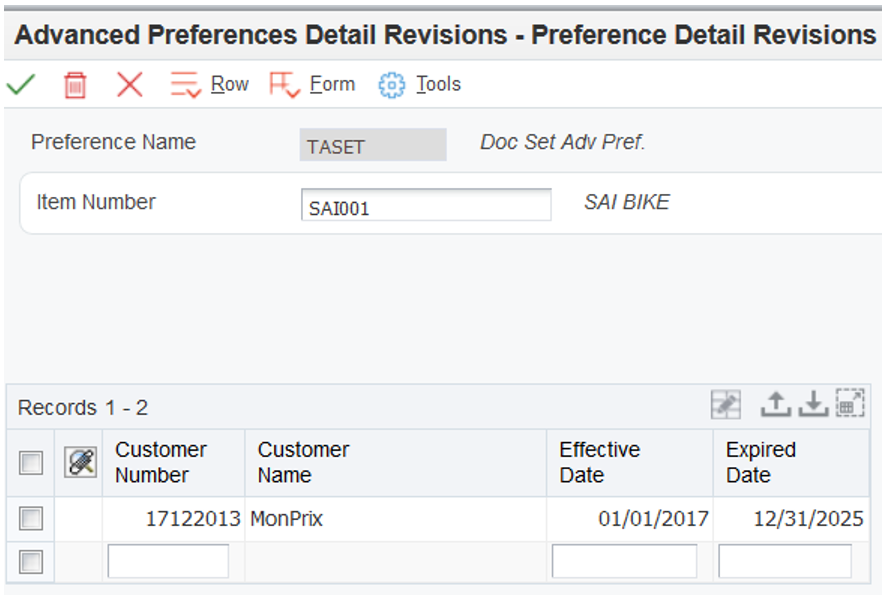 Advanced Preferences Detail Revisions - Preference Detail Revisions
Row Form Tools
Preference Name TASET Doc Set Adv Pref.
Item Number SAI001 SAI BIKE
Records 1 - 2
Customer Number Customer Name Effective Date Expired Date
17122013 MonPrix 01/01/2017 12/31/2025